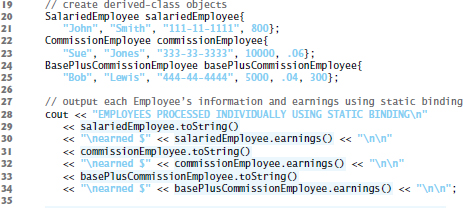 19 // create derived-class objects
20 SalariedEmployee salariedEmployee{
21 "John", "Smith", "111-11-1111", 800};
22 CommissionEmployee commissionEmployee{
23 "Sue", "Jones", "333-33-3333", 10000, .06};
24 BasePlusCommissionEmployee basePlusCommissionEmployee{
25 "Bob", "Lewis", "444-44-4444", 5000, .04, 300};
26
27 // output each Employee's information and earnings using static binding
28 cout << "EMPLOYEES PROCESSED INDIVIDUALLY USING STATIC BINDING\n"
29 << salariedEmployee.toString()
30 << "\nearned $" << salariedEmployee.earnings() << "\n\n"
31 << commissionEmployee.toString()
32 << "\nearned $" << commissionEmployee.earnings() << "\n\n"
33 << basePlusCommissionEmployee.toString()
34 << "\nearned $" << basePlusCommissionEmployee.earnings() << "\n\n";
35